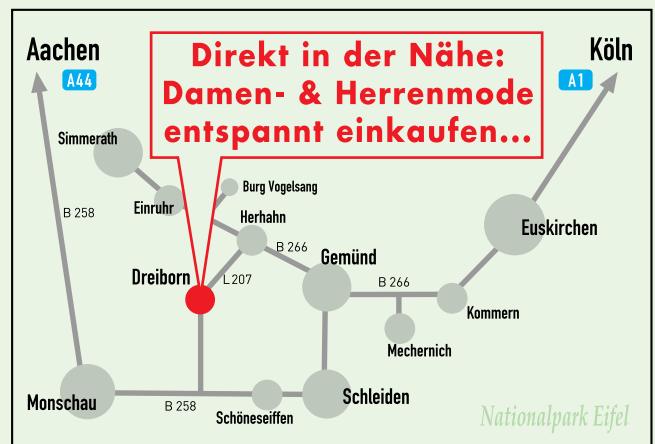 Aachen
A44
Direkt in der Nähe:
Damen- & Herrenmode
entspannt einkaufen...
Köln
A1
Simmerath
Einruhr
Burg Vogelsang
Herhahn
B 258
B 266
Gemünd
Euskirchen
Dreiborn
L 207
B 266
Kommern
Mechernich
Monschau
B 258
Schöneseiffen
Schleiden
Nationalpark Eifel